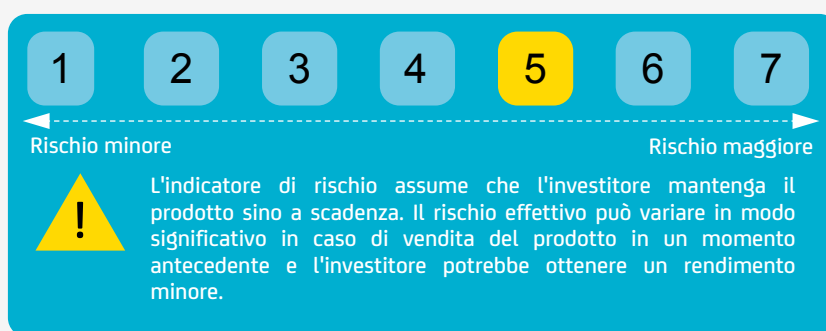 1 2 3 4 5 6 7
Rischio minore Rischio maggiore
! L'indicatore di rischio assume che l'investitore mantenga il
prodotto sino a scadenza. Il rischio effettivo può variare in modo
significativo in caso di vendita del prodotto in un momento
antecedente e l'investitore potrebbe ottenere un rendimento
minore.